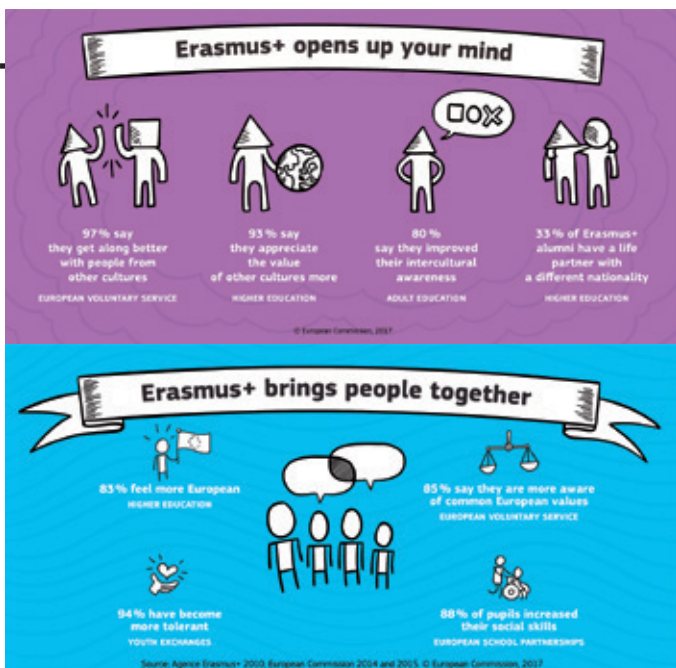 Erasmus+ opens up your mind
97% say
they get along better
with people from
other cultures
EUROPEAN VOLUNTARY SERVICE
93% say
they appreciate
the value
of other cultures more
HIGHER EDUCATION
80%
say they improved
their intercultural
awareness
ADULT EDUCATION
33% of Erasmus+
alumni have a life
partner with
a different nationality
HIGHER EDUCATION
© European Commission, 2017
Erasmus+ brings people together
83% feel more European
HIGHER EDUCATION
85% say they are more aware
of common European values
EUROPEAN VOLUNTARY SERVICE
94% have become
more tolerant
YOUTH EXCHANGES
88% of pupils increased
their social skills
EUROPEAN SCHOOL PARTNERSHIPS
Source: Agence Erasmus+ 2010, European Commission 2014 and 2015. © European Commission, 2017